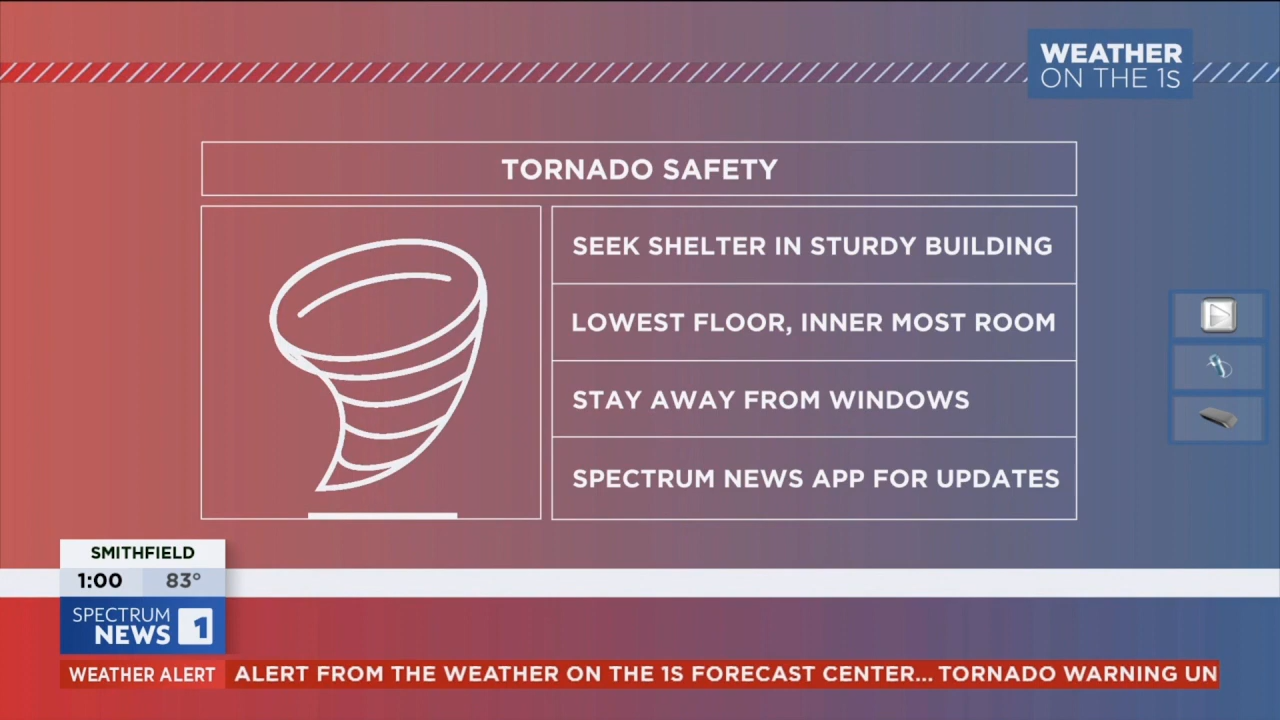 WEATHER
ON THE 1S
TORNADO SAFETY
SEEK SHELTER IN STURDY BUILDING
LOWEST FLOOR, INNER MOST ROOM
STAY AWAY FROM WINDOWS
SPECTRUM NEWS APP FOR UPDATES
SMITHFIELD
1:00 83°
SPECTRUM
NEWS 1
WEATHER ALERT ALERT FROM THE WEATHER ON THE 1S FORECAST CENTER... TORNADO WARNING UN